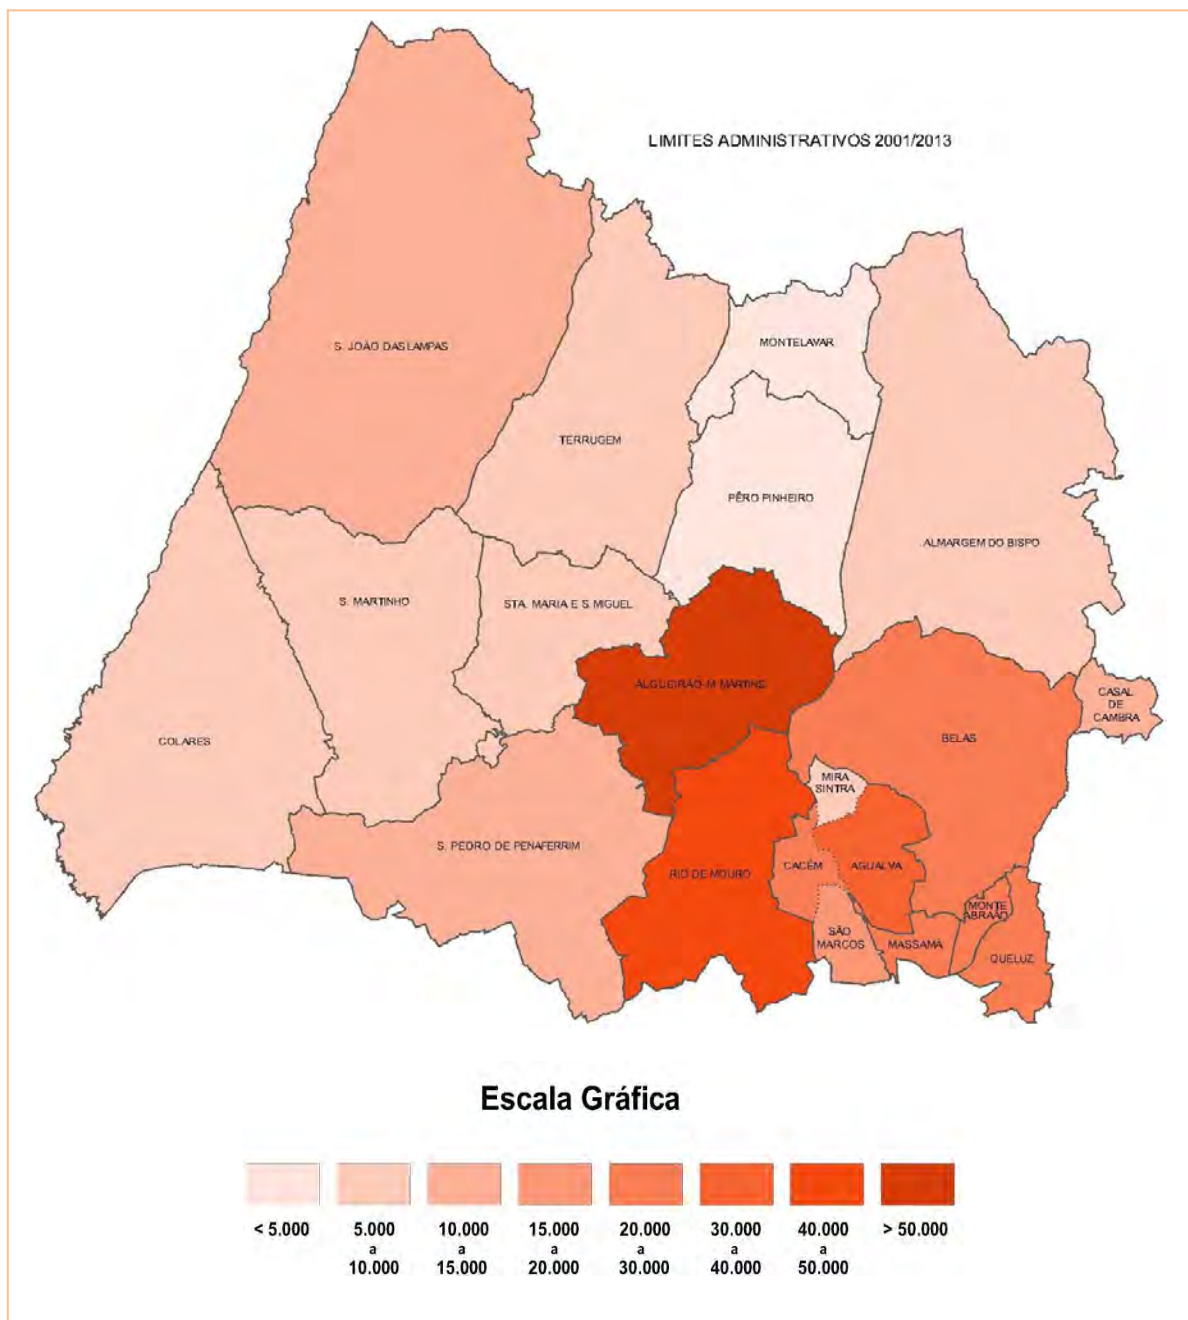 LIMITES ADMINISTRATIVOS 2001/2013
S. JOÃO DAS LAMPAS
MONTELAVAR
TERRUGEM
PÊRO PINHEIRO
ALMARGEM DO BISPO
S. MARTINHO
STA. MARIA E S. MIGUEL
ALGUEIRÃO-M MARTINS
CASAL
DE
CAMBRA
COLARES
BELAS
MIRA
SINTRA
S. PEDRO DE PENAFERRIM
RIO DE MOURO
CACÉM
AGUALVA
MONTE
ABRAÃO
SÃO
MARCOS
MASSAMÁ
QUELUZ
Escala Gráfica
< 5.000
5.000
a
10.000
10.000
a
15.000
15.000
a
20.000
20.000
a
30.000
30.000
a
40.000
40.000
a
50.000
> 50.000